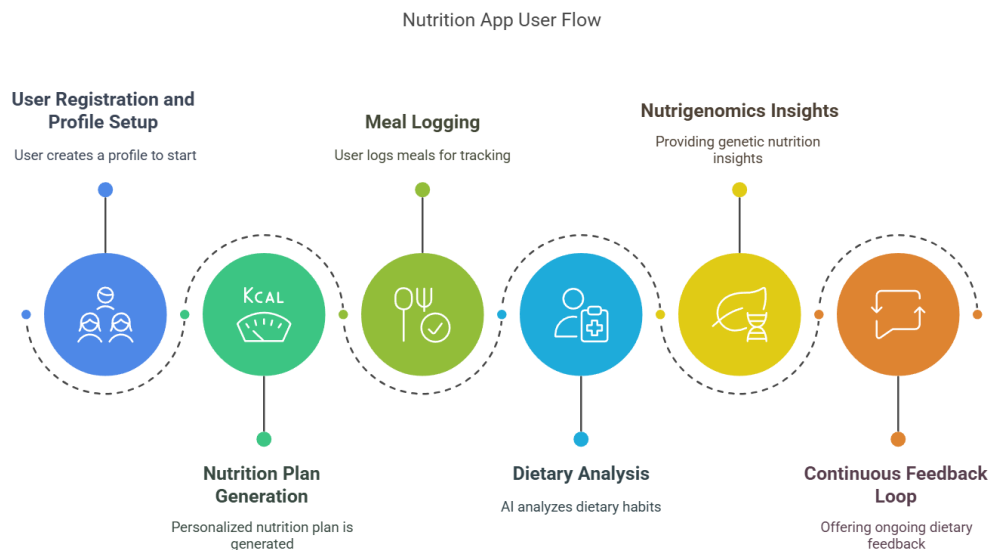 Nutrition App User Flow
User Registration and
Profile Setup
User creates a profile to start
Meal Logging
User logs meals for tracking
Nutrigenomics Insights
Providing genetic nutrition
insights
KCAL
Nutrition Plan
Generation
Personalized nutrition plan is
generated
Dietary Analysis
AI analyzes dietary habits
Continuous Feedback
Loop
Offering ongoing dietary
feedback